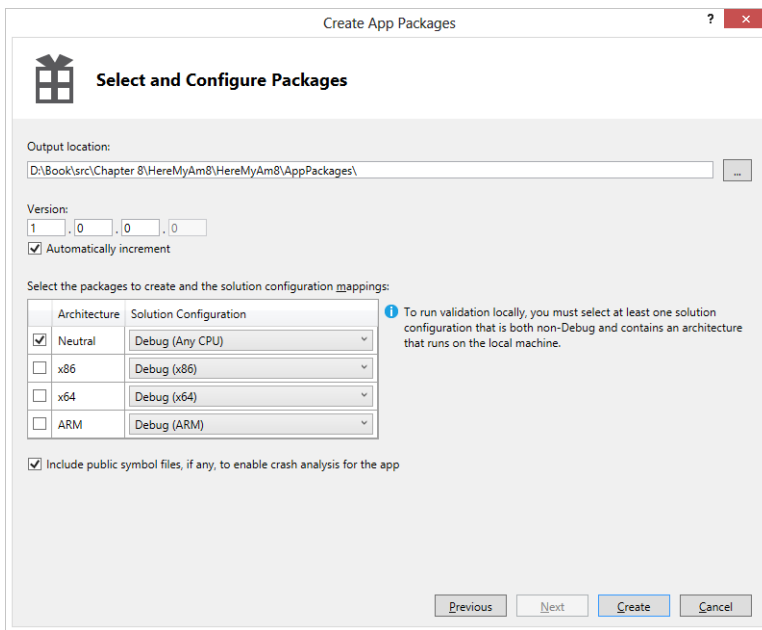 Create App Packages
?
Select and Configure Packages
Output location:
D:\Book\src\Chapter 8\HereMyAm8\HereMyAm8\AppPackages\
...
Version:
1 . 0 . 0 . 0
Automatically increment
Select the packages to create and the solution configuration mappings:
Architecture Solution Configuration
Neutral Debug (Any CPU)
x86 Debug (x86)
x64 Debug (x64)
ARM Debug (ARM)
To run validation locally, you must select at least one solution
configuration that is both non-Debug and contains an architecture
that runs on the local machine.
Include public symbol files, if any, to enable crash analysis for the app
Previous Next Create Cancel